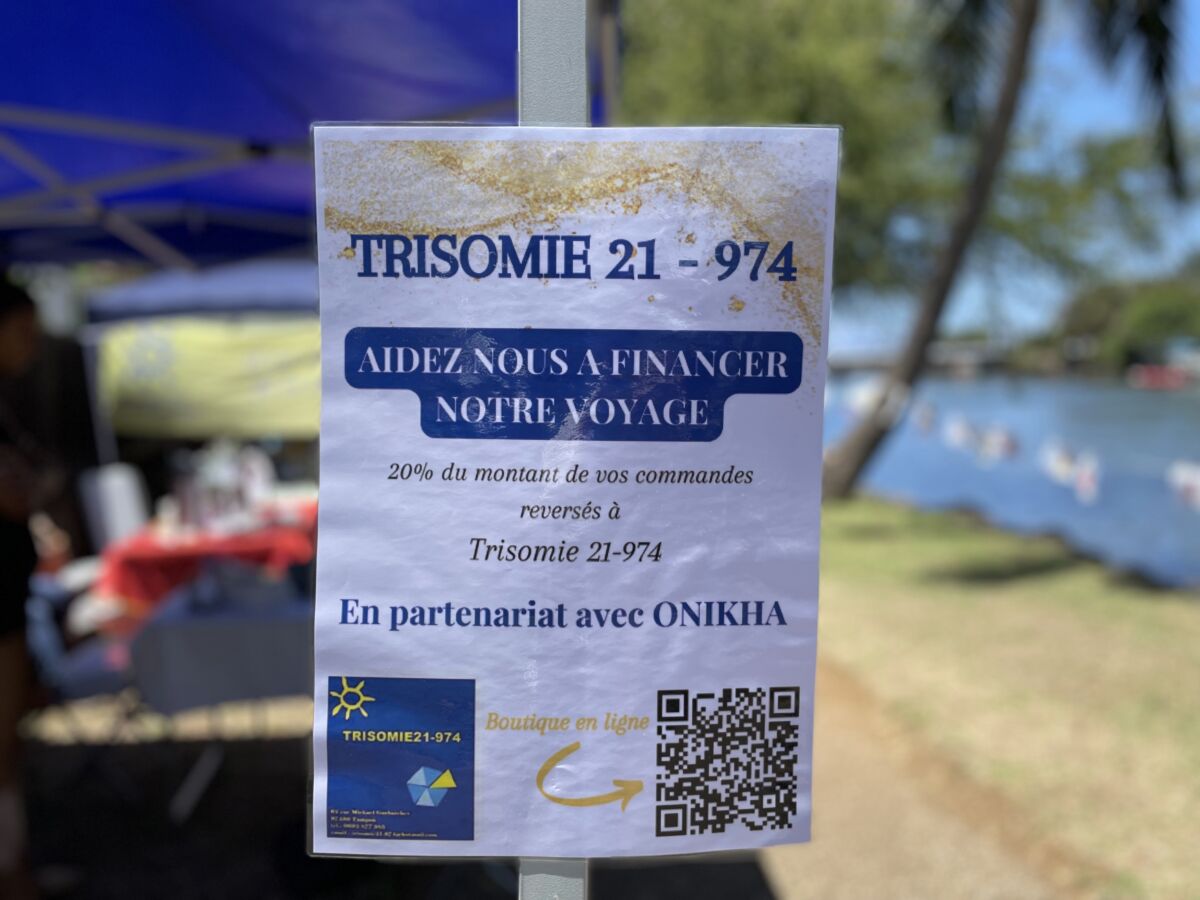 TRISOMIE 21 - 974
AIDEZ NOUS A FINANCER
NOTRE VOYAGE
20% du montant de vos commandes
reversés à
Trisomie 21-974
En partenariat avec ONIKHA
Boutique en ligne
TRISOMIE21-974